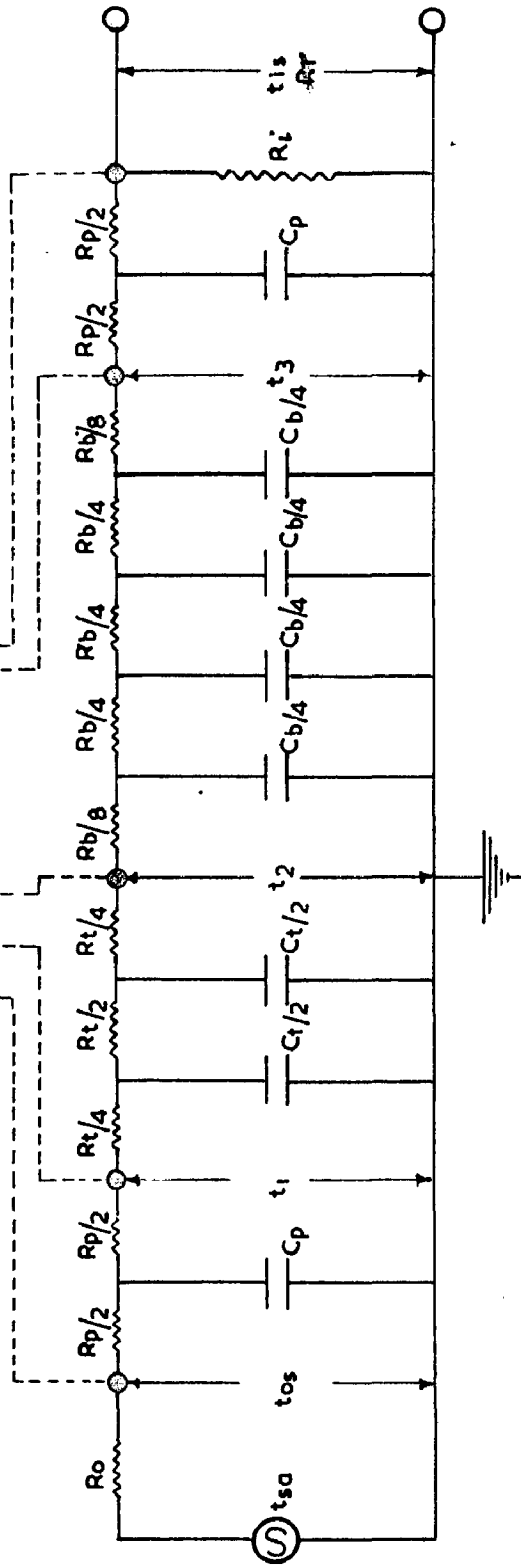 Ro Rp/2 Rp/2 Rt/4 Rt/2 Rt/4 Rb/8 Rb/4 Rb/4 Rb/4 Rb/8 Rp/2 Rp/2
S tsa tos Cp t1 Ct/2 Ct/2 t2 Cb/4 Cb/4 Cb/4 Cb/4 t3 Cp Ri tis